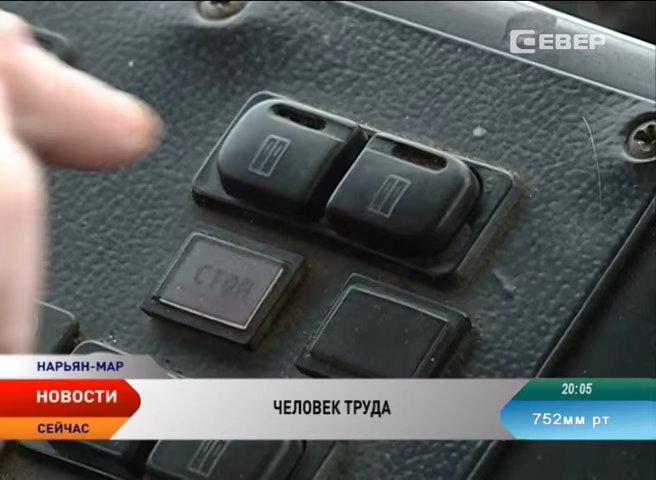 СЕВЕР
СТОП
НАРЬЯН-МАР
НОВОСТИ
СЕЙЧАС
ЧЕЛОВЕК ТРУДА
20:05
752мм рт